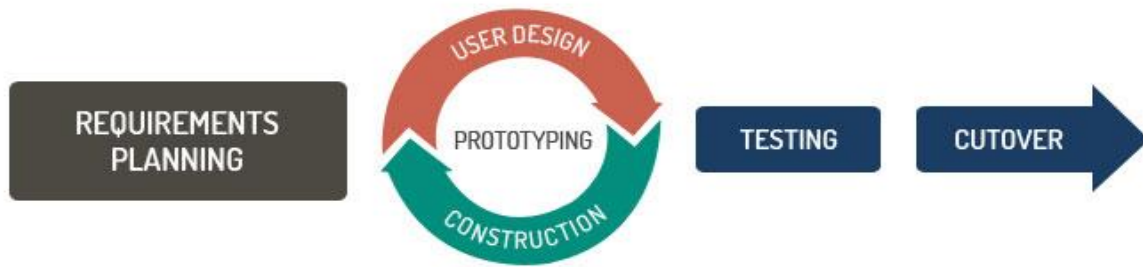 REQUIREMENTS
PLANNING
USER DESIGN
PROTOTYPING
CONSTRUCTION
TESTING
CUTOVER